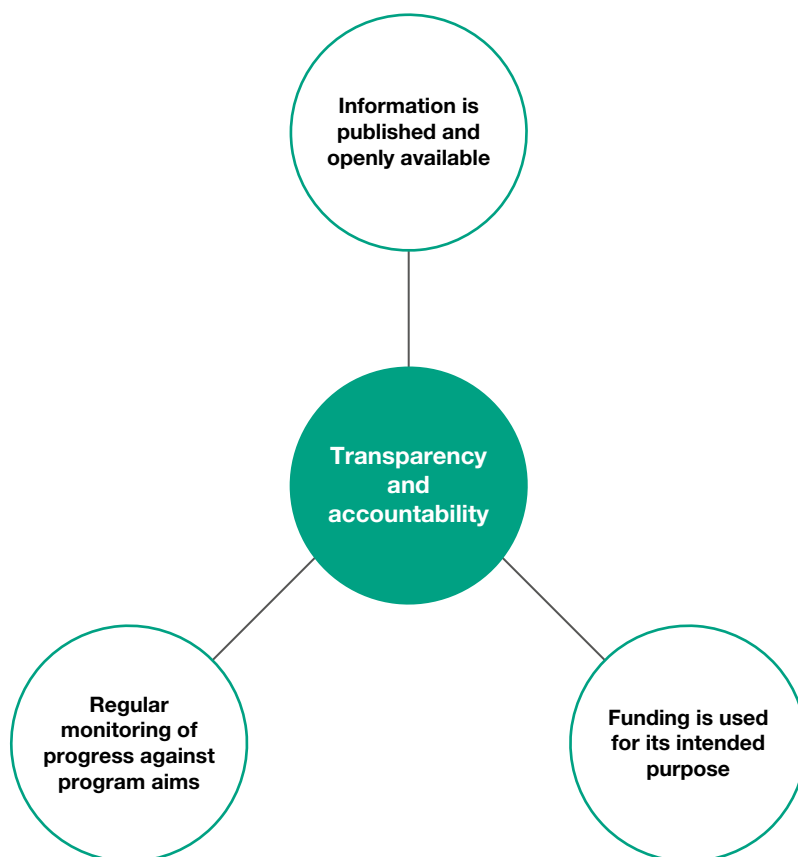 Information is
published and
openly available
Transparency
and
accountability
Regular
monitoring of
progress against
program aims
Funding is used
for its intended
purpose